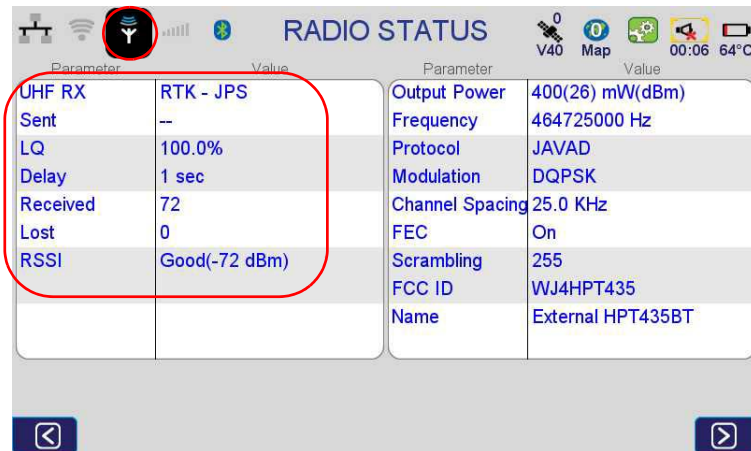 RADIO STATUS
0
V40
Map
00:06
64°C
Parameter Value Parameter Value
UHF RX RTK - JPS
Sent --
LQ 100.0%
Delay 1 sec
Received 72
Lost 0
RSSI Good(-72 dBm)
Output Power 400(26) mW(dBm)
Frequency 464725000 Hz
Protocol JAVAD
Modulation DQPSK
Channel Spacing 25.0 KHz
FEC On
Scrambling 255
FCC ID WJ4HPT435
Name External HPT435BT